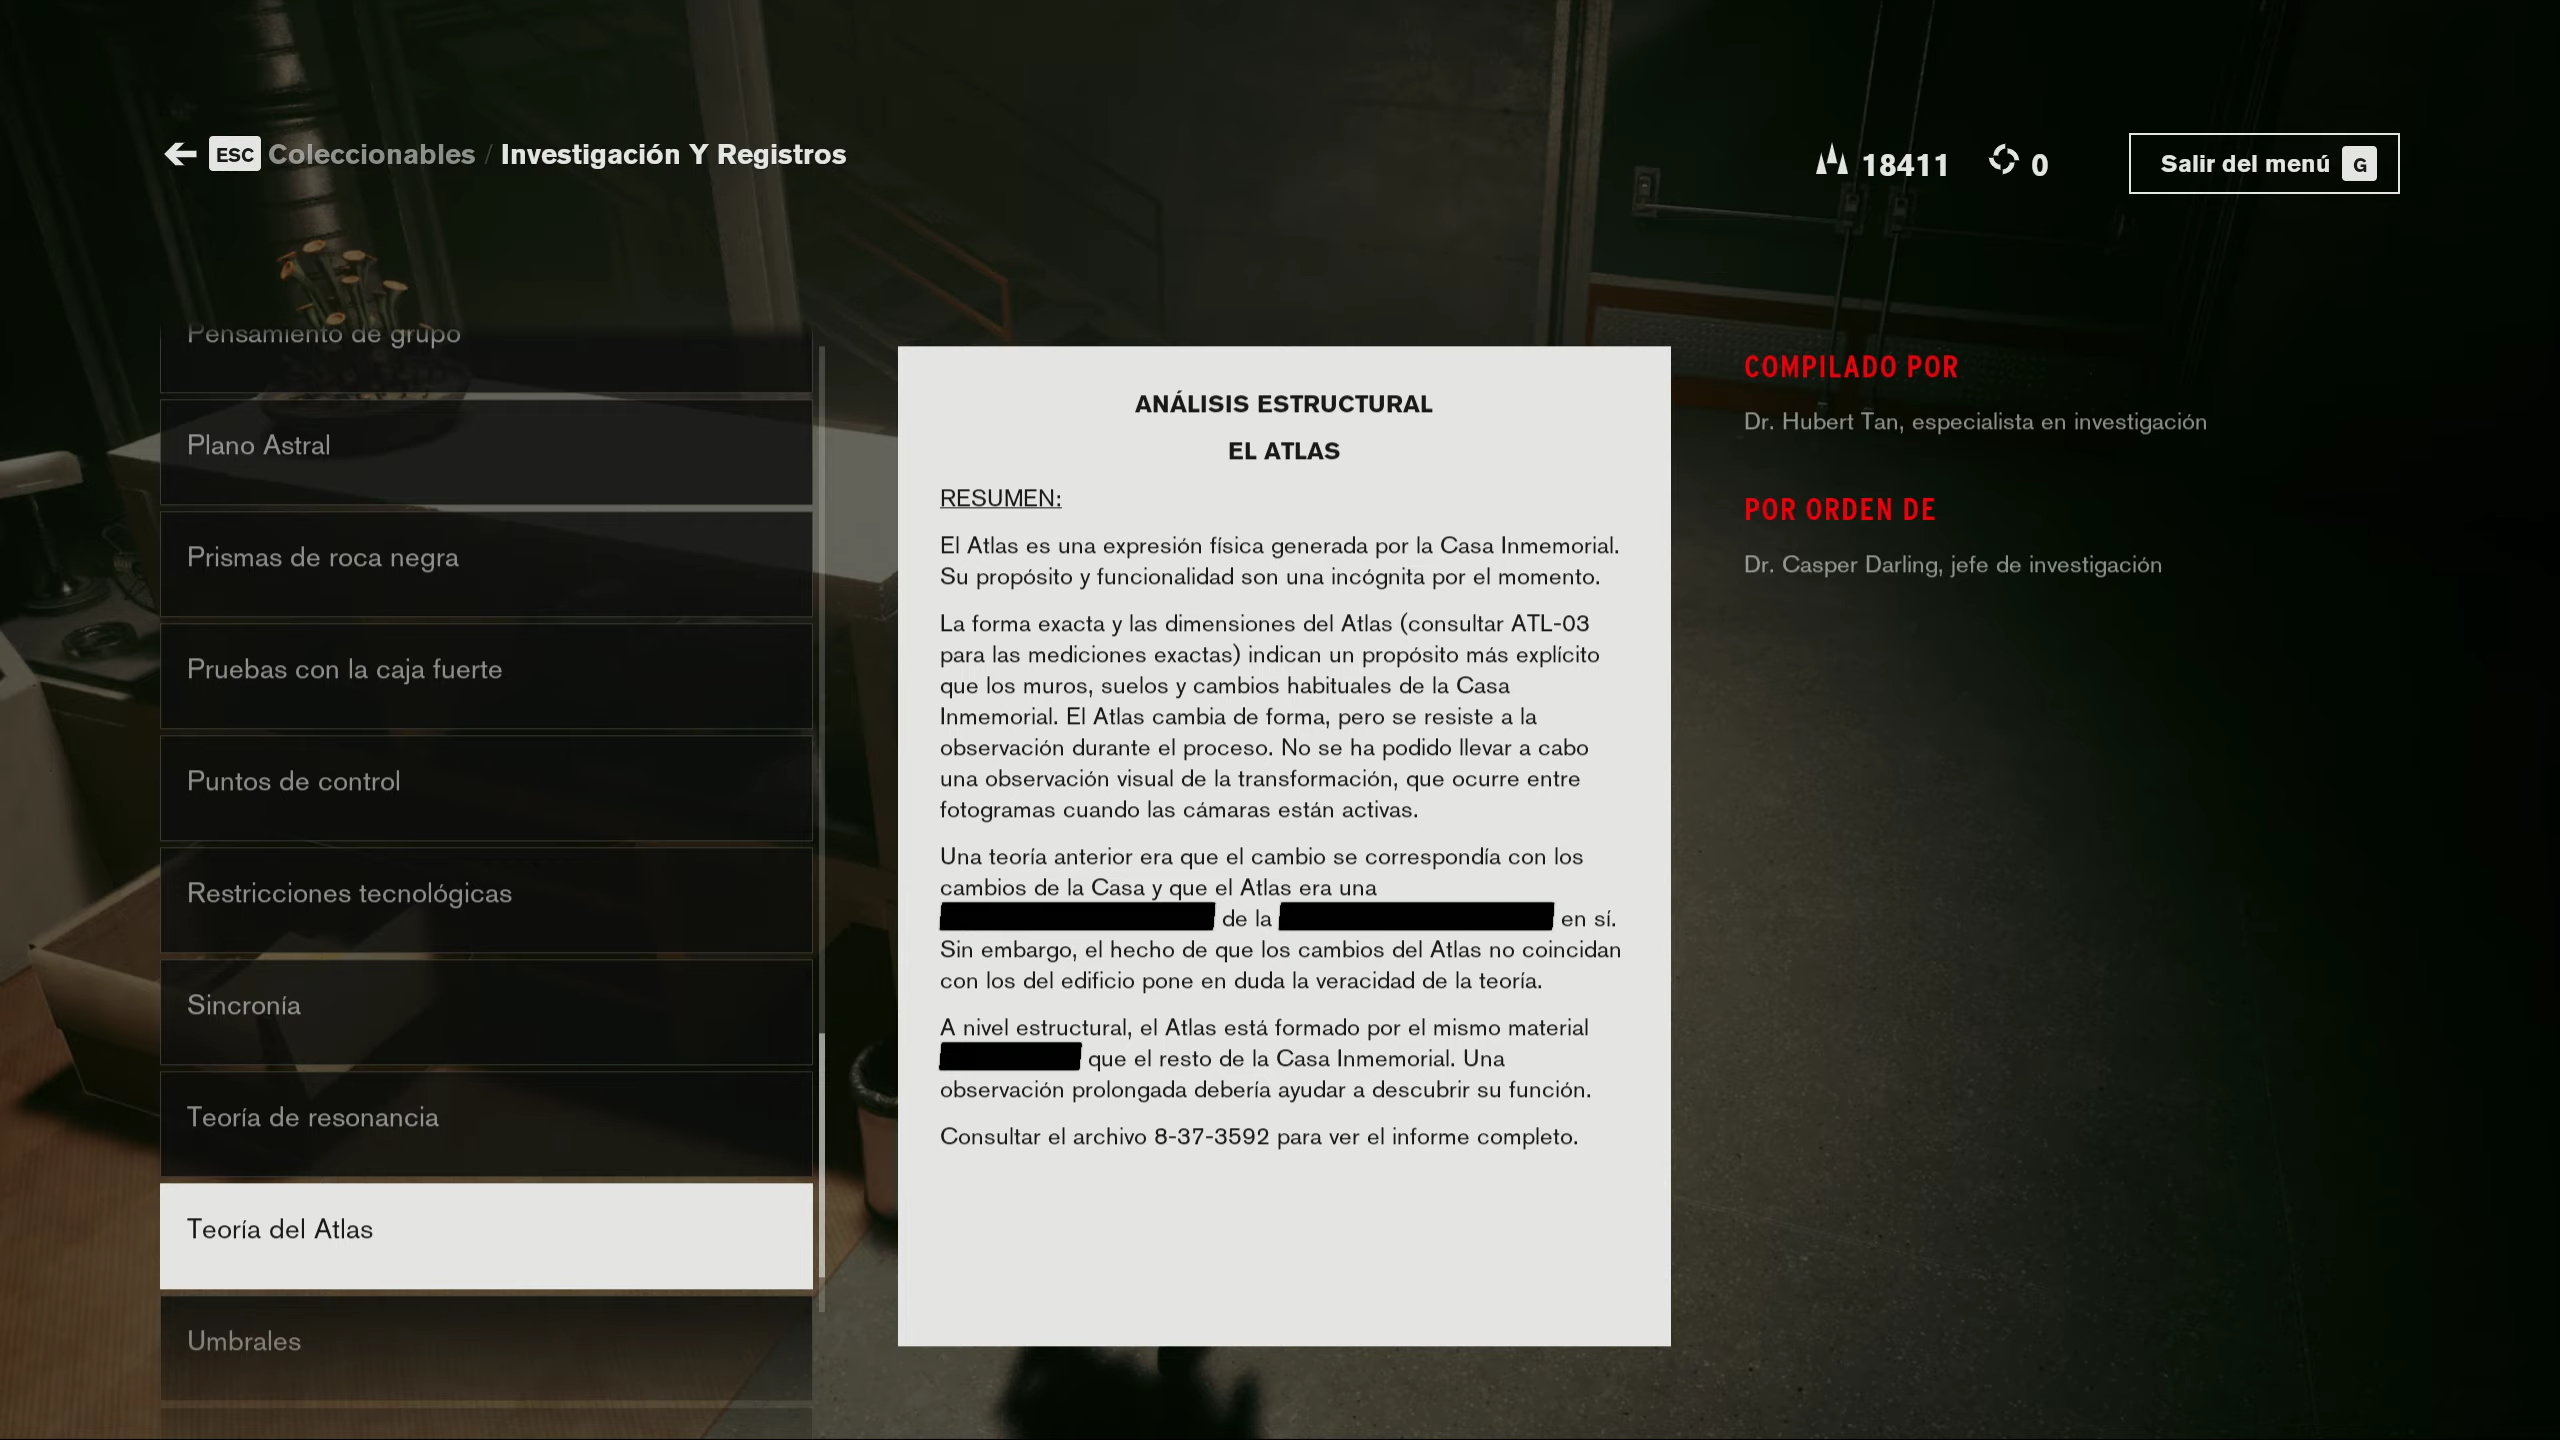 ESC Coleccionables / Investigación Y Registros
18411 0
Salir del menú G
Pensamiento de grupo
Plano Astral
Prismas de roca negra
Pruebas con la caja fuerte
Puntos de control
Restricciones tecnológicas
Sincronía
Teoría de resonancia
Teoría del Atlas
Umbrales
ANÁLISIS ESTRUCTURAL
EL ATLAS
RESUMEN:
El Atlas es una expresión física generada por la Casa Inmemorial.
Su propósito y funcionalidad son una incógnita por el momento.
La forma exacta y las dimensiones del Atlas (consultar ATL-03
para las mediciones exactas) indican un propósito más explícito
que los muros, suelos y cambios habituales de la Casa
Inmemorial. El Atlas cambia de forma, pero se resiste a la
observación durante el proceso. No se ha podido llevar a cabo
una observación visual de la transformación, que ocurre entre
fotogramas cuando las cámaras están activas.
Una teoría anterior era que el cambio se correspondía con los
cambios de la Casa y que el Atlas era una
de la en sí.
Sin embargo, el hecho de que los cambios del Atlas no coincidan
con los del edificio pone en duda la veracidad de la teoría.
A nivel estructural, el Atlas está formado por el mismo material
que el resto de la Casa Inmemorial. Una
observación prolongada debería ayudar a descubrir su función.
Consultar el archivo 8-37-3592 para ver el informe completo.
COMPILADO POR
Dr. Hubert Tan, especialista en investigación
POR ORDEN DE
Dr. Casper Darling, jefe de investigación